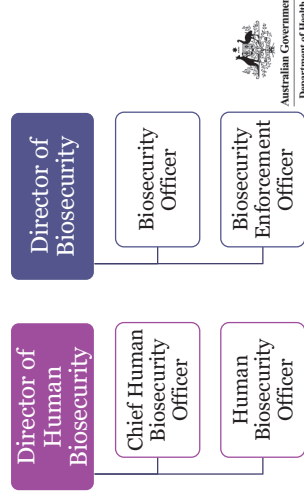 Director of
Human
Biosecurity
Chief Human
Biosecurity
Officer
Human
Biosecurity
Officer
Director of
Biosecurity
Biosecurity
Officer
Biosecurity
Enforcement
Officer
Australian Government
Department of Health